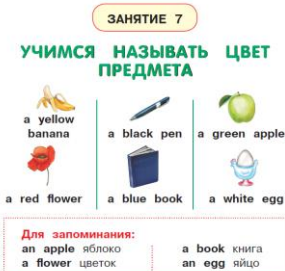 ЗАНЯТИЕ 7
УЧИМСЯ НАЗЫВАТЬ ЦВЕТ
ПРЕДМЕТА
a yellow
banana
a black pen
a green apple
a red flower
a blue book
a white egg
Для запоминания:
an apple яблоко
a book книга
a flower цветок
an egg яйцо